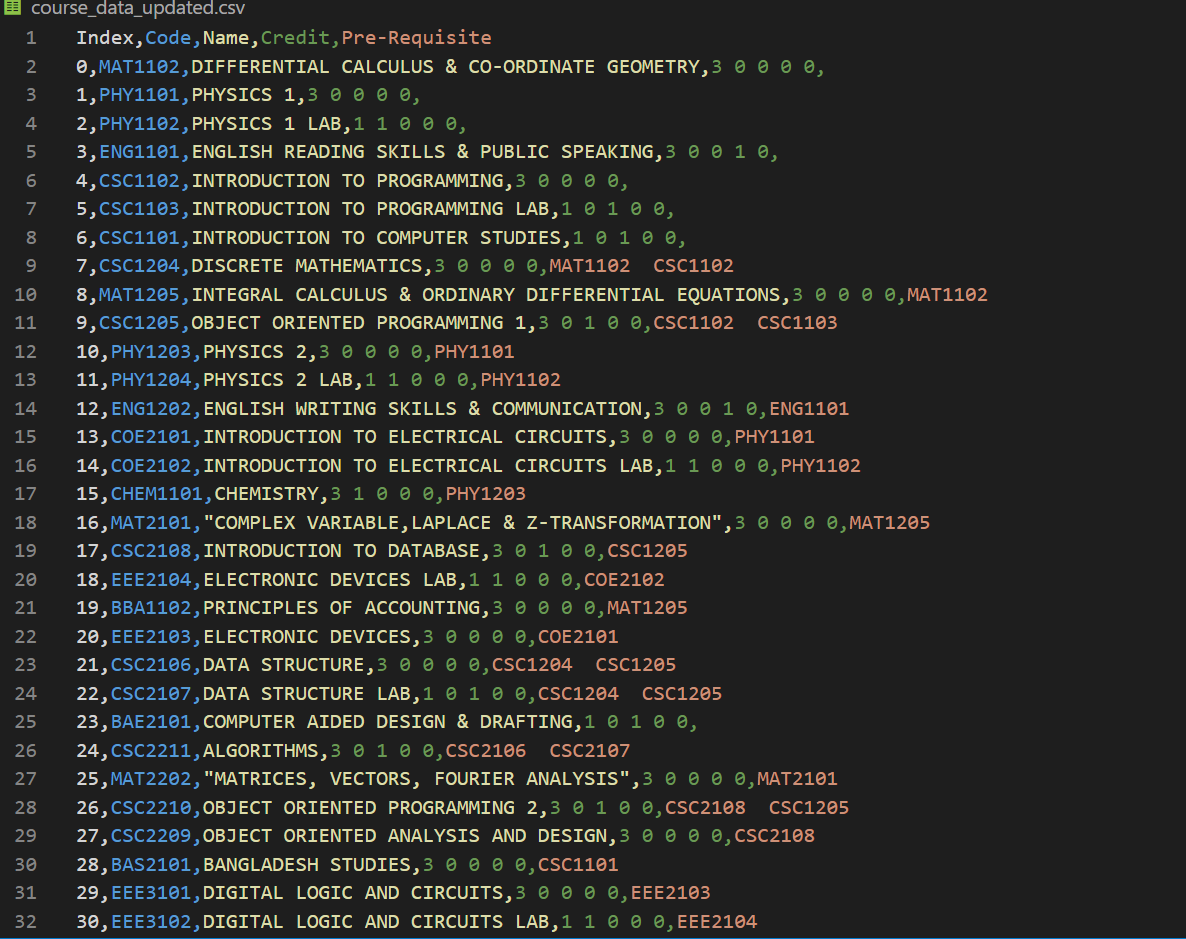 course_data_updated.csv
1 Index,Code,Name,Credit,Pre-Requisite
2 0,MAT1102,DIFFERENTIAL CALCULUS & CO-ORDINATE GEOMETRY,3 0 0 0 0,
3 1,PHY1101,PHYSICS 1,3 0 0 0 0,
4 2,PHY1102,PHYSICS 1 LAB,1 1 0 0 0,
5 3,ENG1101,ENGLISH READING SKILLS & PUBLIC SPEAKING,3 0 0 1 0,
6 4,CSC1102,INTRODUCTION TO PROGRAMMING,3 0 0 0 0,
7 5,CSC1103,INTRODUCTION TO PROGRAMMING LAB,1 0 1 0 0,
8 6,CSC1101,INTRODUCTION TO COMPUTER STUDIES,1 0 1 0 0,
9 7,CSC1204,DISCRETE MATHEMATICS,3 0 0 0 0,MAT1102  CSC1102
10 8,MAT1205,INTEGRAL CALCULUS & ORDINARY DIFFERENTIAL EQUATIONS,3 0 0 0 0,MAT1102
11 9,CSC1205,OBJECT ORIENTED PROGRAMMING 1,3 0 1 0 0,CSC1102  CSC1103
12 10,PHY1203,PHYSICS 2,3 0 0 0 0,PHY1101
13 11,PHY1204,PHYSICS 2 LAB,1 1 0 0 0,PHY1102
14 12,ENG1202,ENGLISH WRITING SKILLS & COMMUNICATION,3 0 0 1 0,ENG1101
15 13,COE2101,INTRODUCTION TO ELECTRICAL CIRCUITS,3 0 0 0 0,PHY1101
16 14,COE2102,INTRODUCTION TO ELECTRICAL CIRCUITS LAB,1 1 0 0 0,PHY1102
17 15,CHEM1101,CHEMISTRY,3 1 0 0 0,PHY1203
18 16,MAT2101,"COMPLEX VARIABLE,LAPLACE & Z-TRANSFORMATION",3 0 0 0 0,MAT1205
19 17,CSC2108,INTRODUCTION TO DATABASE,3 0 1 0 0,CSC1205
20 18,EEE2104,ELECTRONIC DEVICES LAB,1 1 0 0 0,COE2102
21 19,BBA1102,PRINCIPLES OF ACCOUNTING,3 0 0 0 0,MAT1205
22 20,EEE2103,ELECTRONIC DEVICES,3 0 0 0 0,COE2101
23 21,CSC2106,DATA STRUCTURE,3 0 0 0 0,CSC1204  CSC1205
24 22,CSC2107,DATA STRUCTURE LAB,1 0 1 0 0,CSC1204  CSC1205
25 23,BAE2101,COMPUTER AIDED DESIGN & DRAFTING,1 0 1 0 0,
26 24,CSC2211,ALGORITHMS,3 0 1 0 0,CSC2106  CSC2107
27 25,MAT2202,"MATRICES, VECTORS, FOURIER ANALYSIS",3 0 0 0 0,MAT2101
28 26,CSC2210,OBJECT ORIENTED PROGRAMMING 2,3 0 1 0 0,CSC2108  CSC1205
29 27,CSC2209,OBJECT ORIENTED ANALYSIS AND DESIGN,3 0 0 0 0,CSC2108
30 28,BAS2101,BANGLADESH STUDIES,3 0 0 0 0,CSC1101
31 29,EEE3101,DIGITAL LOGIC AND CIRCUITS,3 0 0 0 0,EEE2103
32 30,EEE3102,DIGITAL LOGIC AND CIRCUITS LAB,1 1 0 0 0,EEE2104